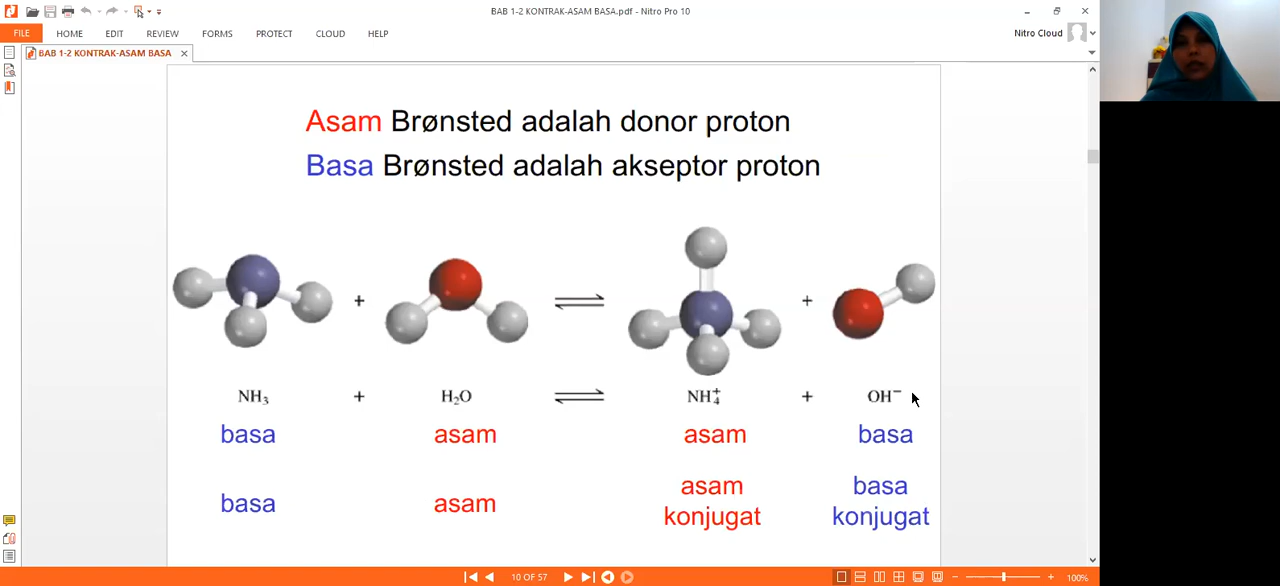 BAB 1-2 KONTRAK-ASAM BASA.pdf - Nitro Pro 10
FILE HOME EDIT REVIEW FORMS PROTECT CLOUD HELP
Nitro Cloud
BAB 1-2 KONTRAK-ASAM BASA
Asam Brønsted adalah donor proton
Basa Brønsted adalah akseptor proton
+ ⇌ +
NH₃ + H₂O ⇌ NH₄⁺ + OH⁻
basa asam asam basa
basa asam asam konjugat basa konjugat
10 OF 57
100%